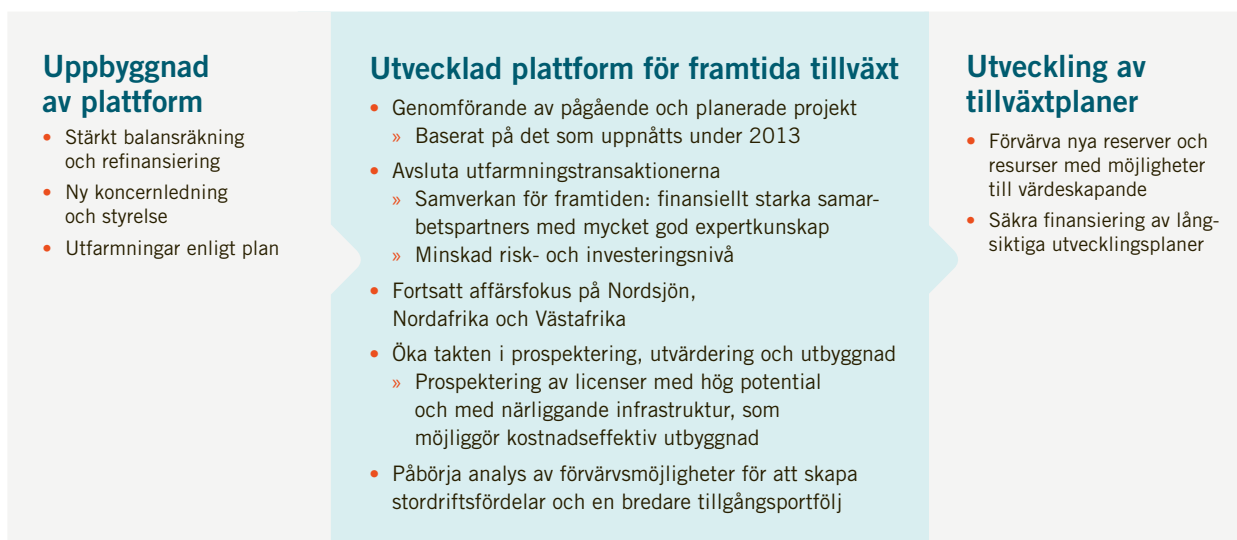 Uppbyggnad
av plattform
• Stärkt balansräkning
och refinansiering
• Ny koncernledning
och styrelse
• Utfarmningar enligt plan
Utvecklad plattform för framtida tillväxt
• Genomförande av pågående och planerade projekt
» Baserat på det som uppnåtts under 2013
• Avsluta utfarmningstransaktionerna
» Samverkan för framtiden: finansiellt starka samar-
betspartners med mycket god expertkunskap
» Minskad risk- och investeringsnivå
• Fortsatt affärsfokus på Nordsjön,
Nordafrika och Västafrika
• Öka takten i prospektering, utvärdering och utbyggnad
» Prospektering av licenser med hög potential
och med närliggande infrastruktur, som
möjliggör kostnadseffektiv utbyggnad
• Påbörja analys av förvärvsmöjligheter för att skapa
stordriftsfördelar och en bredare tillgångsportfölj
Utveckling av
tillväxtplaner
• Förvärva nya reserver och
resurser med möjligheter
till värdeskapande
• Säkra finansiering av lång-
siktiga utvecklingsplaner